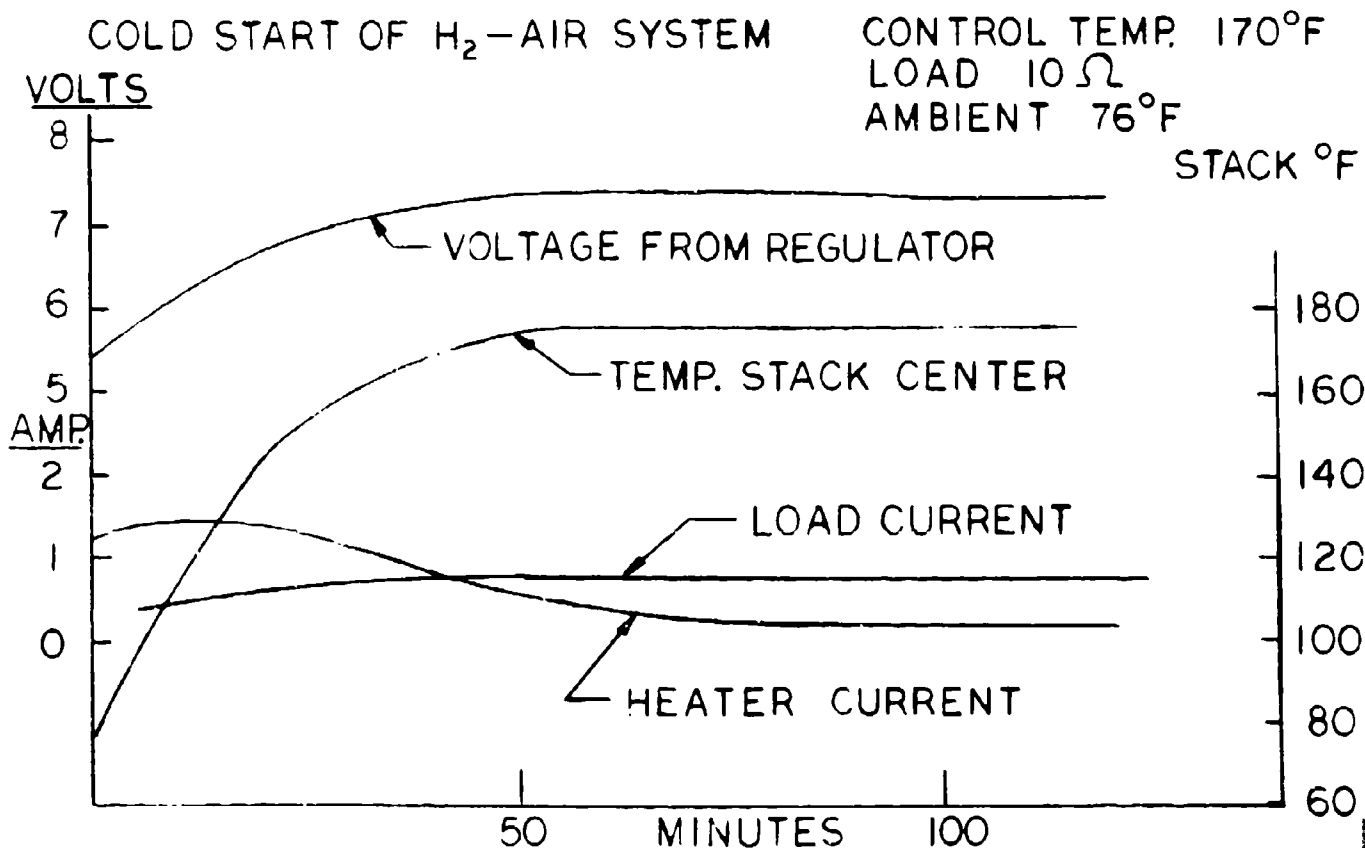 COLD START OF H₂-AIR SYSTEM
CONTROL TEMP. 170°F
LOAD 10Ω
AMBIENT 76°F
VOLTS
STACK °F
8
7
6
5
AMP.
2
1
0
180
160
140
120
100
80
60
VOLTAGE FROM REGULATOR
TEMP. STACK CENTER
LOAD CURRENT
HEATER CURRENT
50
MINUTES
100